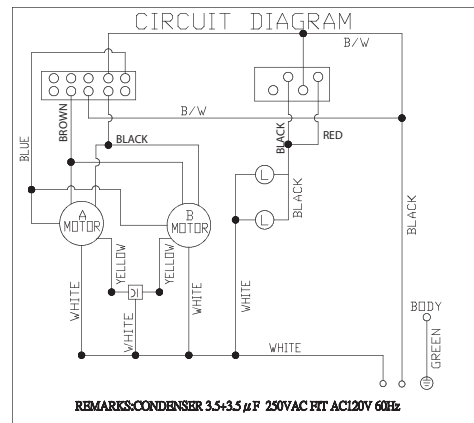 CIRCUIT DIAGRAM
B/W
B/W
BLUE
BROWN
BLACK
BLACK
RED
L
BLACK
L
BLACK
A
MOTOR
B
MOTOR
YELLOW
YELLOW
WHITE
WHITE
WHITE
WHITE
WHITE
BODY
GREEN
REMARKS:CONDENSER 3.5+3.5 μF 250VAC FIT AC120V 60Hz